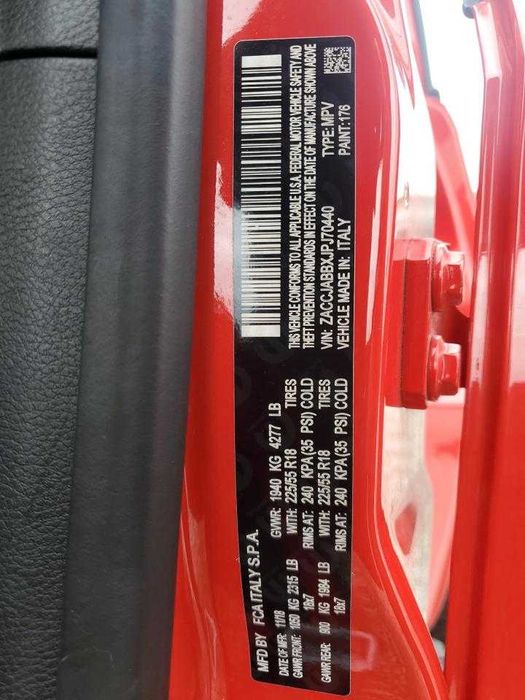 MFD BY FCA ITALY S.P.A.
DATE OF MFR: 11/18 GVWR: 1940 KG 4277 LB
GAWR FRONT: 1050 KG 2315 LB WITH: 225/55 R18 TIRES
18x7 RIMS AT: 240 KPA (35 PSI) COLD
GAWR REAR: 900 KG 1984 LB WITH: 225/55 R18 TIRES
18x7 RIMS AT: 240 KPA (35 PSI) COLD
THIS VEHICLE CONFORMS TO ALL APPLICABLE U.S.A. FEDERAL MOTOR VEHICLE SAFETY AND
THEFT PREVENTION STANDARDS IN EFFECT ON THE DATE OF MANUFACTURE SHOWN ABOVE
VIN: ZACCJABBXJPJ70440 TYPE: MPV
VEHICLE MADE IN: ITALY PAINT: 176